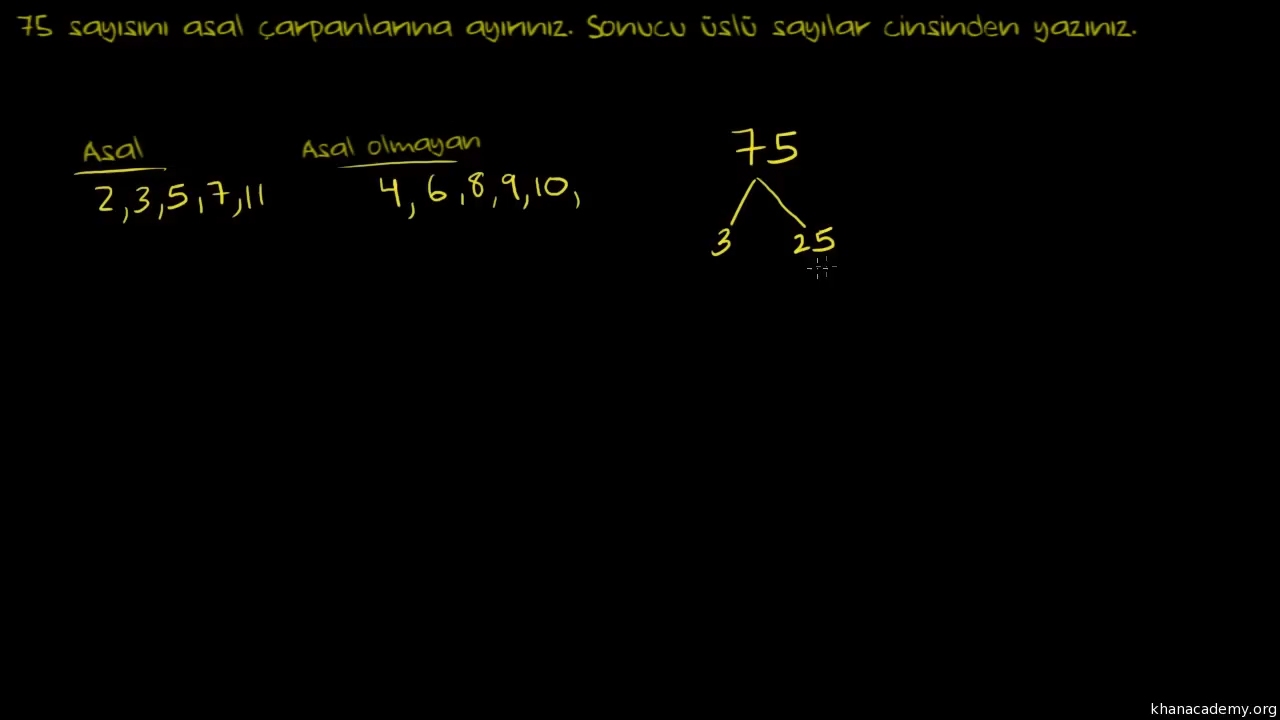 75 sayısını asal çarpanlarına ayırınız. Sonucu üslü sayılar cinsinden yazınız.
Asal
2,3,5,7,11
Asal olmayan
4,6,8,9,10,
75
3 25
khanacademy.org